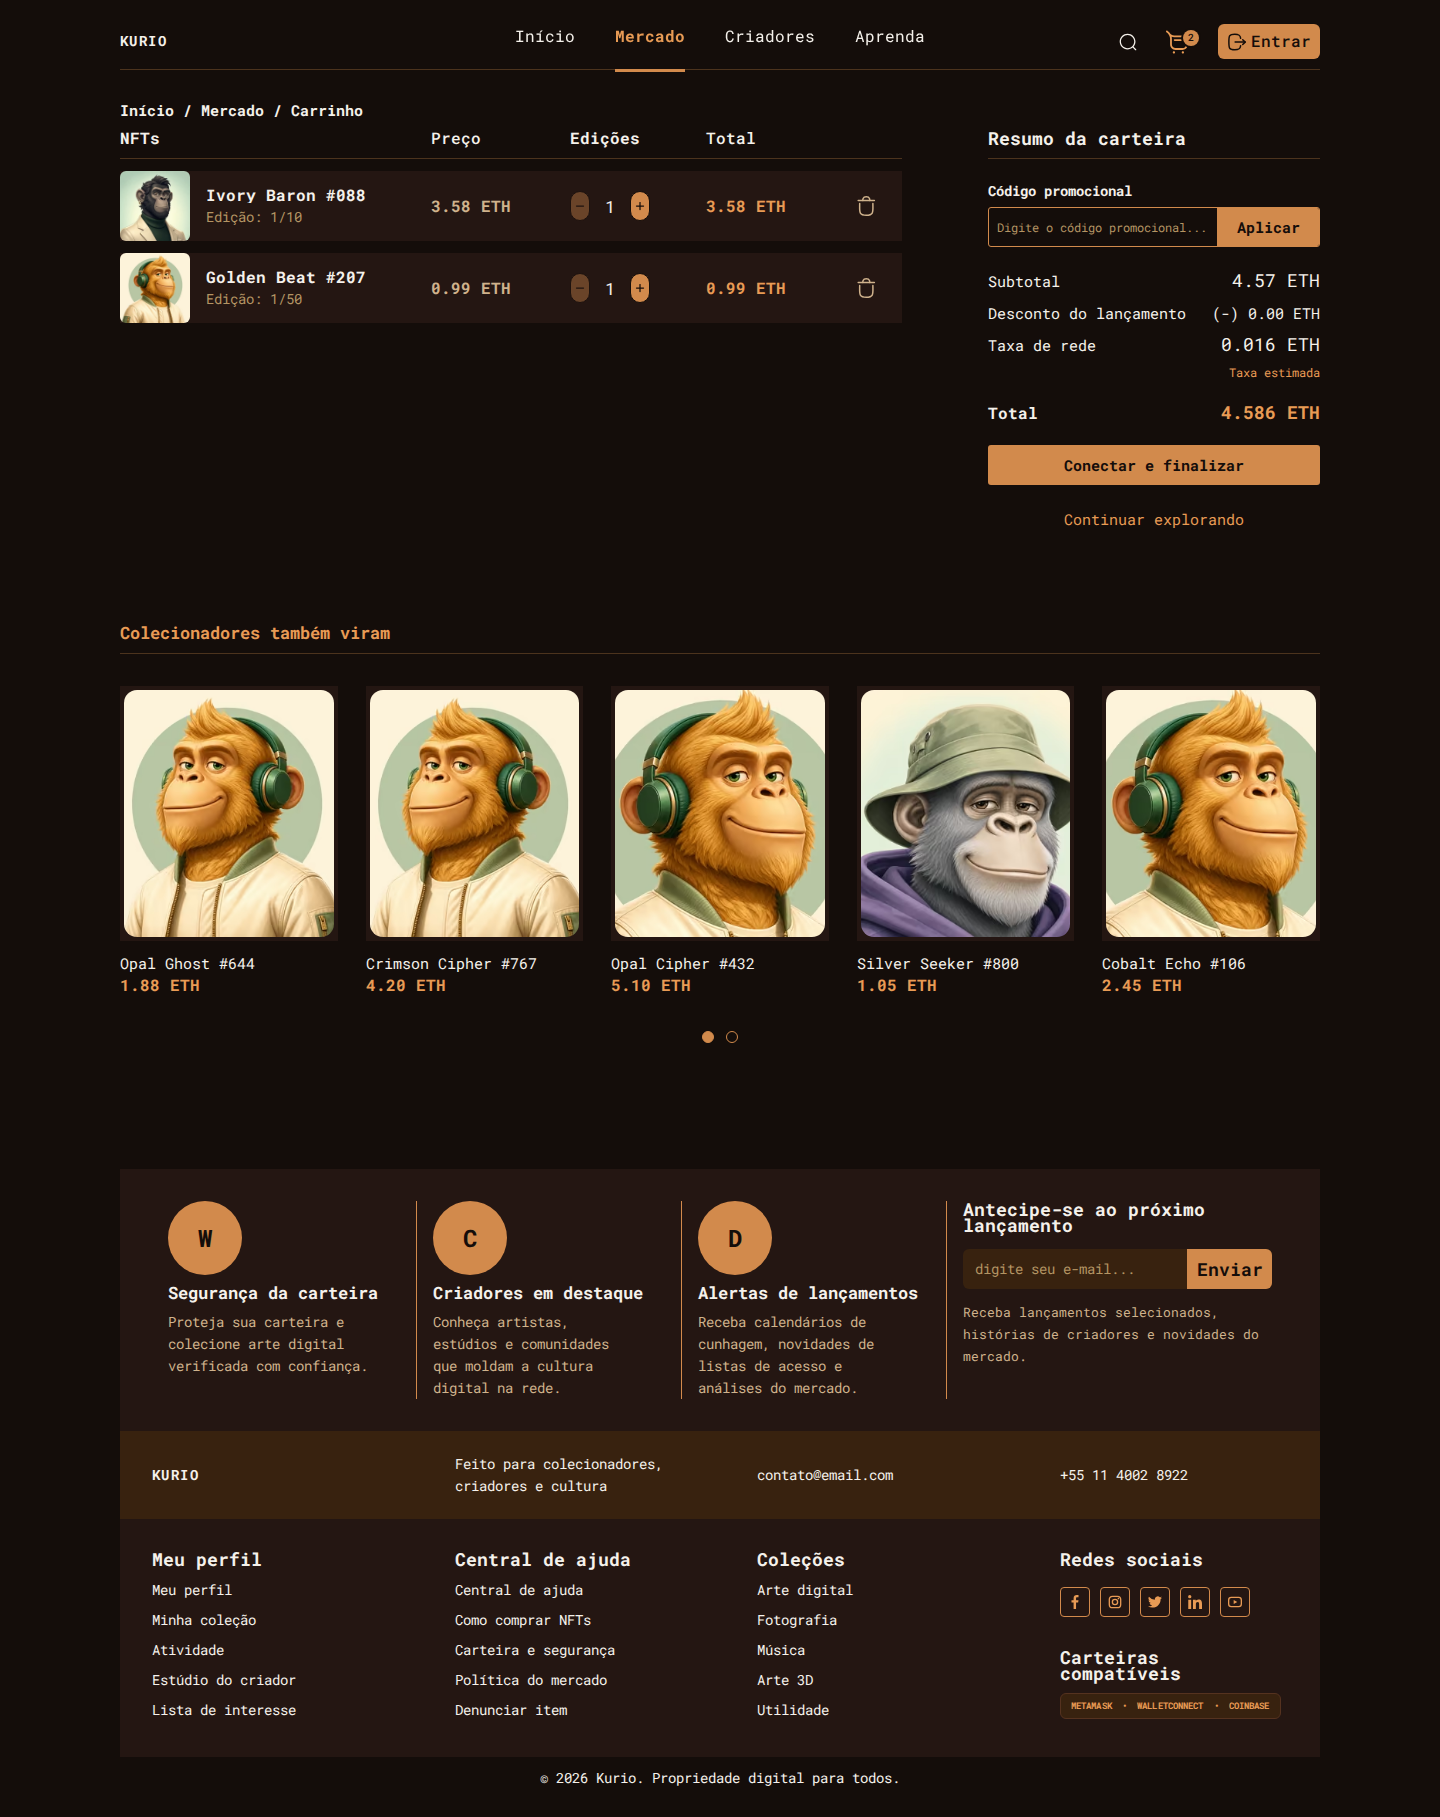 KURIO
Início
Mercado
Criadores
Aprenda
2
Entrar
Início / Mercado / Carrinho
NFTs
Preço
Edições
Total
Ivory Baron #088
Edição: 1/10
3.58 ETH
− 1 +
3.58 ETH
Golden Beat #207
Edição: 1/50
0.99 ETH
− 1 +
0.99 ETH
Resumo da carteira
Código promocional
Digite o código promocional...
Aplicar
Subtotal 4.57 ETH
Desconto do lançamento (-) 0.00 ETH
Taxa de rede 0.016 ETH
Taxa estimada
Total 4.586 ETH
Conectar e finalizar
Continuar explorando
Colecionadores também viram
Opal Ghost #644
1.88 ETH
Crimson Cipher #767
4.20 ETH
Opal Cipher #432
5.10 ETH
Silver Seeker #800
1.05 ETH
Cobalt Echo #106
2.45 ETH
W
Segurança da carteira
Proteja sua carteira e
colecione arte digital
verificada com confiança.
C
Criadores em destaque
Conheça artistas,
estúdios e comunidades
que moldam a cultura
digital na rede.
D
Alertas de lançamentos
Receba calendários de
cunhagem, novidades de
listas de acesso e
análises do mercado.
Antecipe-se ao próximo
lançamento
digite seu e-mail...
Enviar
Receba lançamentos selecionados,
histórias de criadores e novidades do
mercado.
KURIO
Feito para colecionadores,
criadores e cultura
contato@email.com
+55 11 4002 8922
Meu perfil
Meu perfil
Minha coleção
Atividade
Estúdio do criador
Lista de interesse
Central de ajuda
Central de ajuda
Como comprar NFTs
Carteira e segurança
Política do mercado
Denunciar item
Coleções
Arte digital
Fotografia
Música
Arte 3D
Utilidade
Redes sociais
Carteiras
compatíveis
METAMASK • WALLETCONNECT • COINBASE
© 2026 Kurio. Propriedade digital para todos.